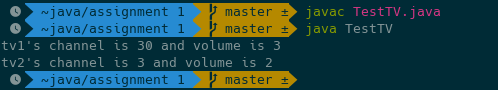 ~java/assignment 1 master ± javac TestTV.java
~java/assignment 1 master ± java TestTV
tv1's channel is 30 and volume is 3
tv2's channel is 3 and volume is 2
~java/assignment 1 master ±